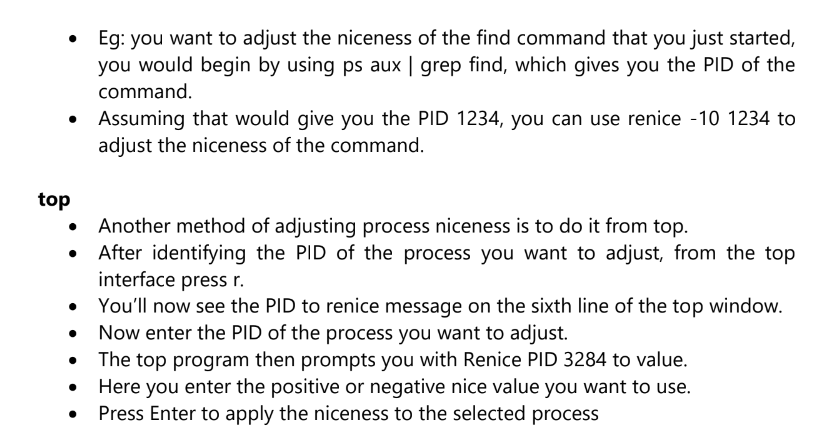 • Eg: you want to adjust the niceness of the find command that you just started,
you would begin by using ps aux | grep find, which gives you the PID of the
command.
• Assuming that would give you the PID 1234, you can use renice -10 1234 to
adjust the niceness of the command.
top
• Another method of adjusting process niceness is to do it from top.
• After identifying the PID of the process you want to adjust, from the top
interface press r.
• You'll now see the PID to renice message on the sixth line of the top window.
• Now enter the PID of the process you want to adjust.
• The top program then prompts you with Renice PID 3284 to value.
• Here you enter the positive or negative nice value you want to use.
• Press Enter to apply the niceness to the selected process